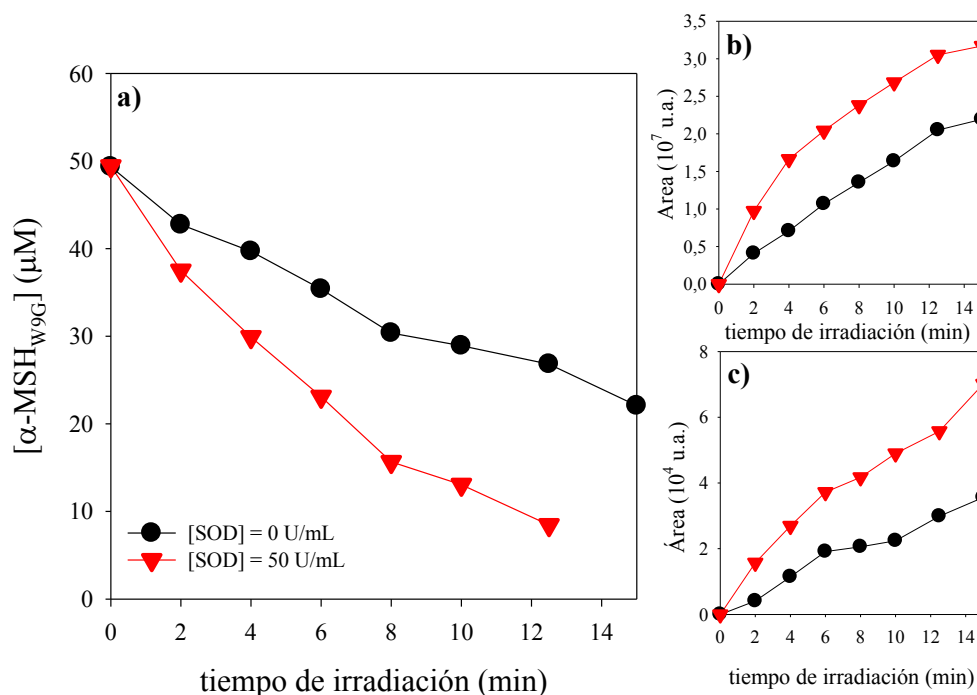 a)
[α-MSH_W9G] (µM)
60
50
40
30
20
10
0
[SOD] = 0 U/mL
[SOD] = 50 U/mL
0 2 4 6 8 10 12 14
tiempo de irradiación (min)
b)
Área (10^7 u.a.)
3,5
3,0
2,5
2,0
1,5
1,0
0,5
0,0
0 2 4 6 8 10 12 14
tiempo de irradiación (min)
c)
Área (10^4 u.a.)
8
6
4
2
0
0 2 4 6 8 10 12 14
tiempo de irradiación (min)